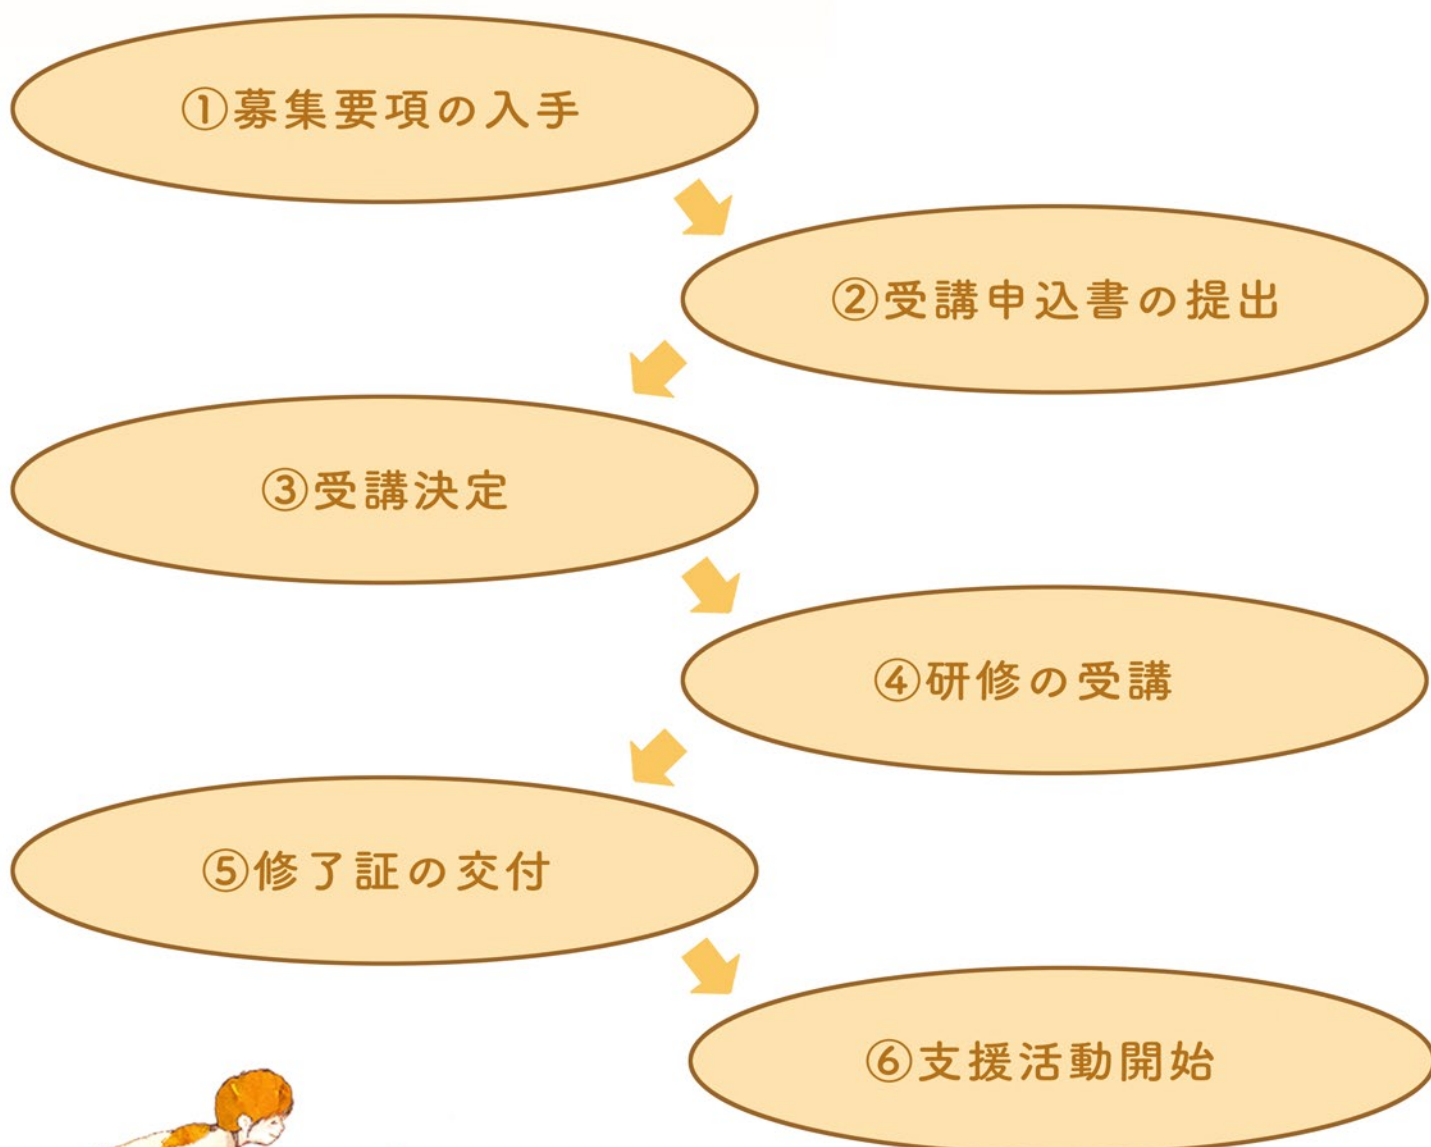 ①募集要項の入手
②受講申込書の提出
③受講決定
④研修の受講
⑤修了証の交付
⑥支援活動開始